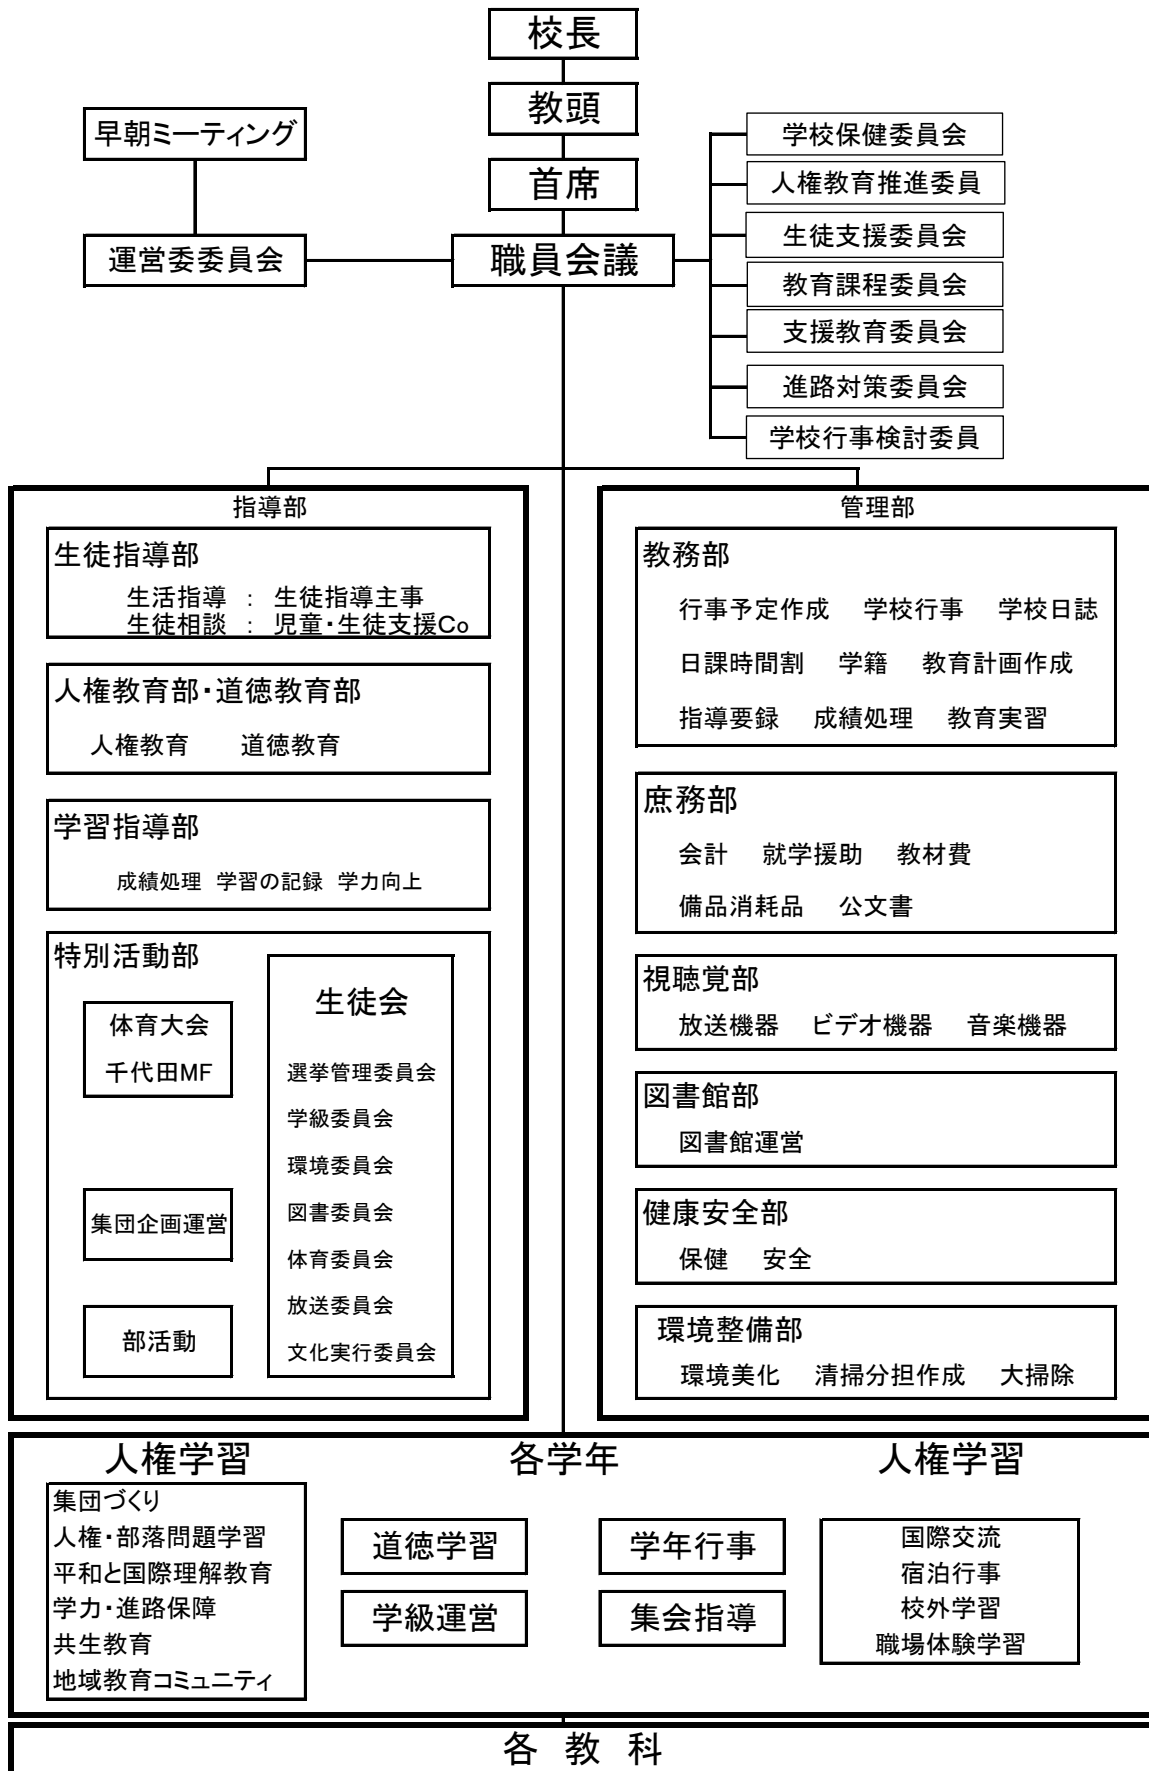 校長
教頭
早朝ミーティング
首席
運営委委員会
職員会議
学校保健委員会
人権教育推進委員
生徒支援委員会
教育課程委員会
支援教育委員会
進路対策委員会
学校行事検討委員
指導部
生徒指導部
生活指導 : 生徒指導主事
生徒相談 : 児童・生徒支援Co
人権教育部・道徳教育部
人権教育 道徳教育
学習指導部
成績処理 学習の記録 学力向上
特別活動部
体育大会
千代田MF
集団企画運営
部活動
生徒会
選挙管理委員会
学級委員会
環境委員会
図書委員会
体育委員会
放送委員会
文化実行委員会
管理部
教務部
行事予定作成 学校行事 学校日誌
日課時間割 学籍 教育計画作成
指導要録 成績処理 教育実習
庶務部
会計 就学援助 教材費
備品消耗品 公文書
視聴覚部
放送機器 ビデオ機器 音楽機器
図書館部
図書館運営
健康安全部
保健 安全
環境整備部
環境美化 清掃分担作成 大掃除
人権学習
集団づくり
人権・部落問題学習
平和と国際理解教育
学力・進路保障
共生教育
地域教育コミュニティ
各学年
道徳学習
学年行事
学級運営
集会指導
人権学習
国際交流
宿泊行事
校外学習
職場体験学習
各 教 科